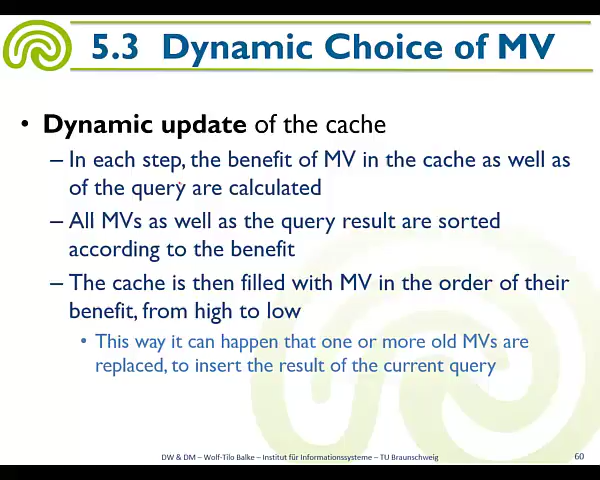 5.3 Dynamic Choice of MV
• Dynamic update of the cache
– In each step, the benefit of MV in the cache as well as
of the query are calculated
– All MVs as well as the query result are sorted
according to the benefit
– The cache is then filled with MV in the order of their
benefit, from high to low
• This way it can happen that one or more old MVs are
replaced, to insert the result of the current query
DW & DM – Wolf-Tilo Balke – Institut für Informationssysteme – TU Braunschweig
60